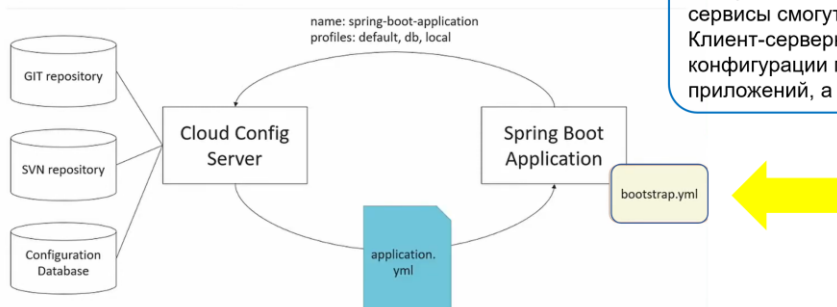 name: spring-boot-application
profiles: default, db, local
сервисы смогут
Клиент-серверн
конфигурации
приложений, а
GIT repository
SVN repository
Configuration
Database
Cloud Config
Server
Spring Boot
Application
bootstrap.yml
application.
yml